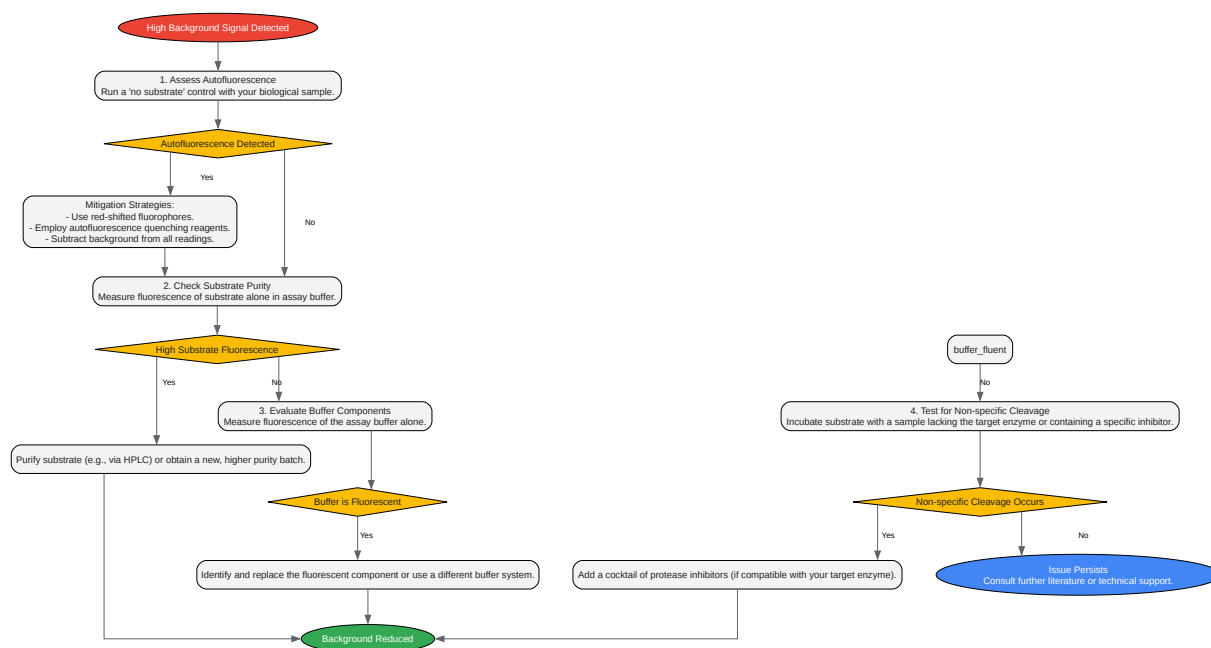 High Background Signal Detected
1. Assess Autofluorescence
Run a 'no substrate' control with your biological sample.
Autofluorescence Detected
Yes
Mitigation Strategies:
- Use red-shifted fluorophores.
- Employ autofluorescence quenching reagents.
- Subtract background from all readings.
No
2. Check Substrate Purity
Measure fluorescence of substrate alone in assay buffer.
High Substrate Fluorescence
Yes
No
3. Evaluate Buffer Components
Measure fluorescence of the assay buffer alone.
Purify substrate (e.g., via HPLC) or obtain a new, higher purity batch.
Buffer is Fluorescent
Yes
Identify and replace the fluorescent component or use a different buffer system.
buffer_fluent
No
4. Test for Non-specific Cleavage
Incubate substrate with a sample lacking the target enzyme or containing a specific inhibitor.
Non-specific Cleavage Occurs
Yes
No
Add a cocktail of protease inhibitors (if compatible with your target enzyme).
Issue Persists
Consult further literature or technical support.
Background Reduced